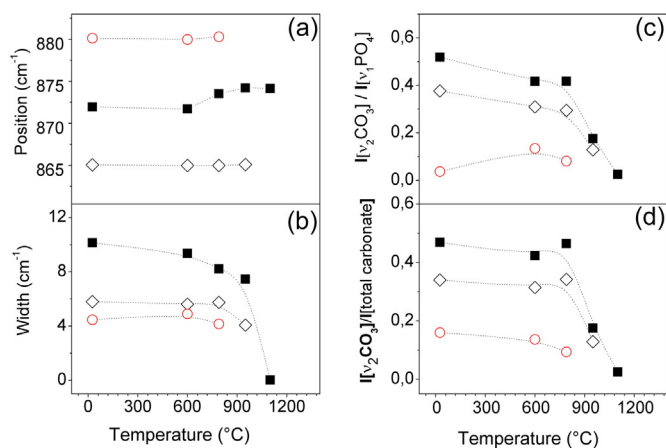 (a)
880
875
870
865
Position (cm⁻¹)
(b)
12
8
4
0
Width (cm⁻¹)
0 300 600 900 1200
Temperature (°C)
(c)
0,6
0,4
0,2
0,0
I[ν₂CO₃] / I[ν₁PO₄]
(d)
0,6
0,4
0,2
0,0
I[ν₂CO₃]/I[total carbonate]
0 300 600 900 1200
Temperature (°C)